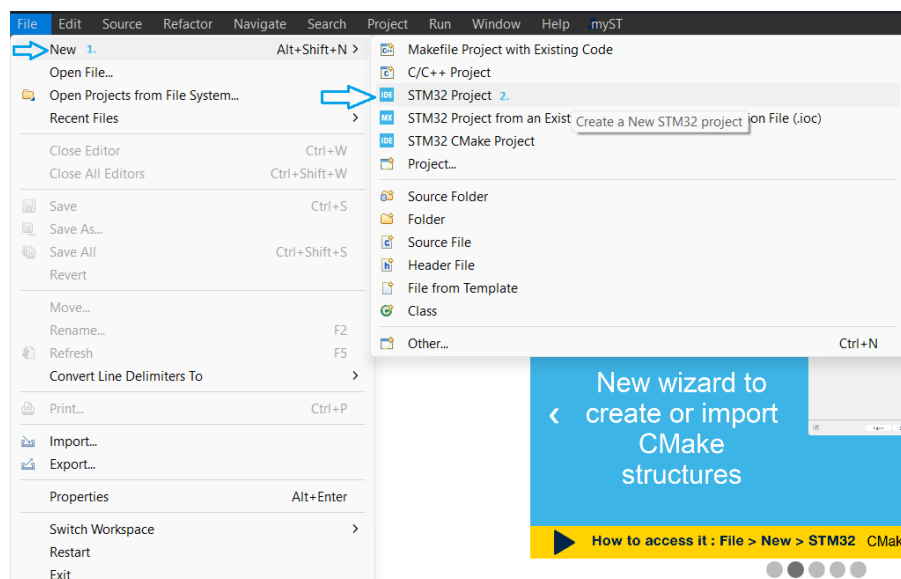 File Edit Source Refactor Navigate Search Project Run Window Help myST
New 1. Alt+Shift+N >
Open File...
Open Projects from File System...
Recent Files >
Close Editor Ctrl+W
Close All Editors Ctrl+Shift+W
Save Ctrl+S
Save As...
Save All Ctrl+Shift+S
Revert
Move...
Rename... F2
Refresh F5
Convert Line Delimiters To >
Print... Ctrl+P
Import...
Export...
Properties Alt+Enter
Switch Workspace >
Restart
Exit
Makefile Project with Existing Code
C/C++ Project
IDE STM32 Project 2.
MX STM32 Project from an Exist on File (.ioc)
Create a New STM32 project
IDE STM32 CMake Project
Project...
Source Folder
Folder
Source File
Header File
File from Template
Class
Other... Ctrl+N
New wizard to
create or import
CMake
structures
How to access it : File > New > STM32 CMak